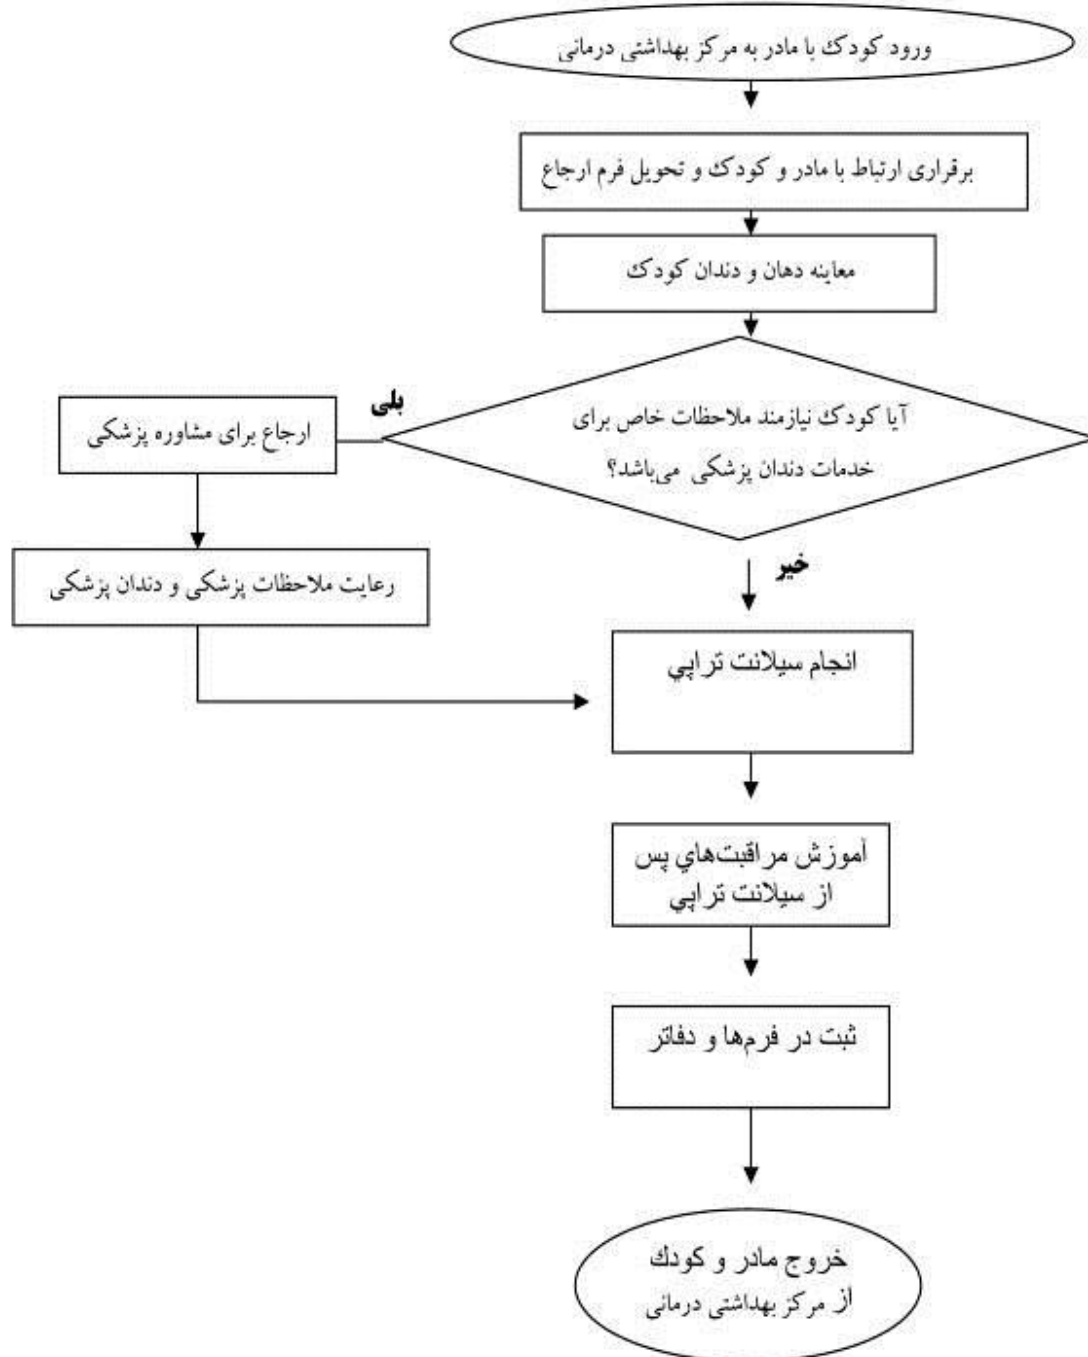 ورود کودک با مادر به مرکز بهداشتی درمانی
برقراری ارتباط با مادر و کودک و تحویل فرم ارجاع
معاینه دهان و دندان کودک
آیا کودک نیازمند ملاحظات خاص برای
خدمات دندان پزشکی می‌باشد؟
بلی
ارجاع برای مشاوره پزشکی
رعایت ملاحظات پزشکی و دندان پزشکی
خیر
انجام سيلانت تراپي
آموزش مراقبت‌هاي پس
از سيلانت تراپي
ثبت در فرم‌ها و دفاتر
خروج مادر و کودك
از مرکز بهداشتی درمانی